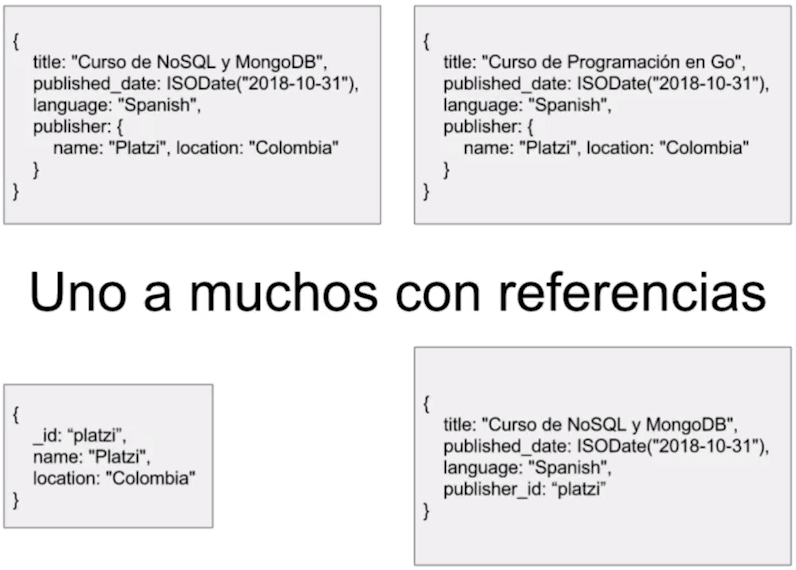 {
title: "Curso de NoSQL y MongoDB",
published_date: ISODate("2018-10-31"),
language: "Spanish",
publisher: {
name: "Platzi", location: "Colombia"
}
}
{
title: "Curso de Programación en Go",
published_date: ISODate("2018-10-31"),
language: "Spanish",
publisher: {
name: "Platzi", location: "Colombia"
}
}
Uno a muchos con referencias
{
_id: “platzi”,
name: "Platzi",
location: "Colombia"
}
{
title: "Curso de NoSQL y MongoDB",
published_date: ISODate("2018-10-31"),
language: "Spanish",
publisher_id: “platzi”
}